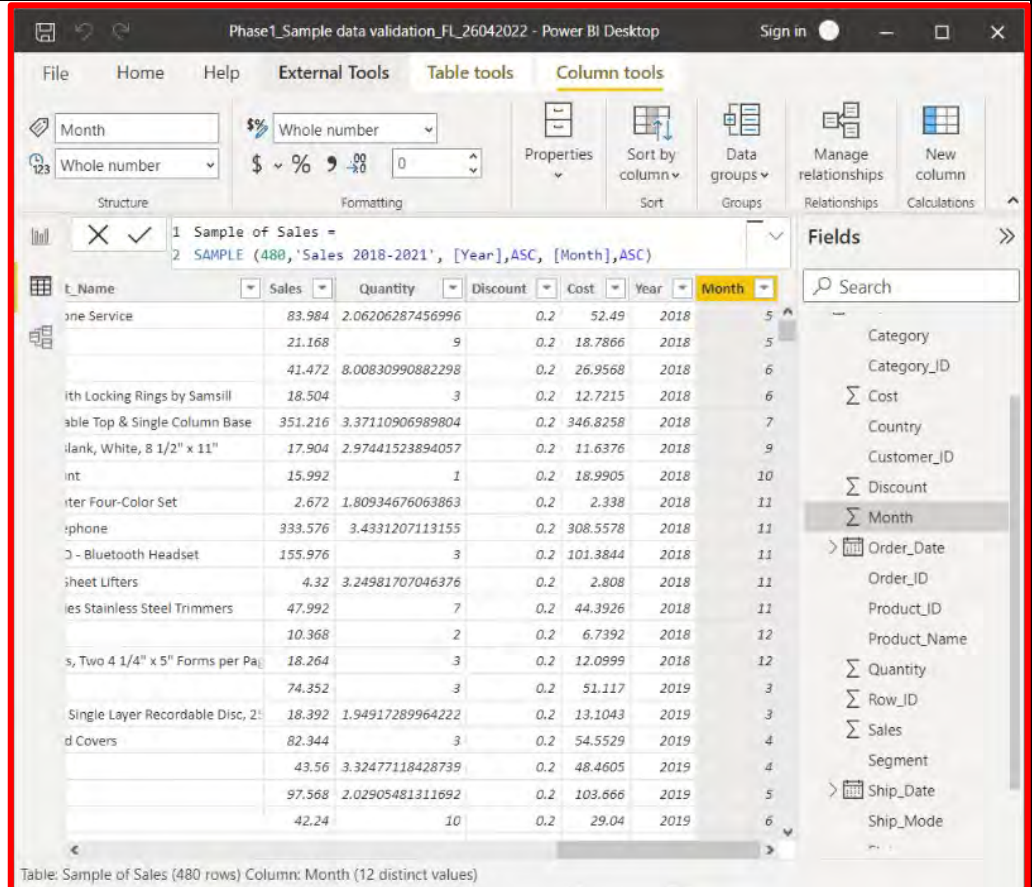 Phase1_Sample data validation_FL_26042022 - Power BI Desktop Sign in
File Home Help External Tools Table tools Column tools
Month $% Whole number
123 Whole number $ % 9 .00 →.0 0
Properties Sort by column Data groups Manage relationships New column
Structure Formatting Sort Groups Relationships Calculations
1 Sample of Sales =
2 SAMPLE (480,'Sales 2018-2021', [Year],ASC, [Month],ASC)
t_Name Sales Quantity Discount Cost Year Month
one Service 83.984 2.06206287456996 0.2 52.49 2018 5
21.168 9 0.2 18.7866 2018 5
41.472 8.00830990882298 0.2 26.9568 2018 6
ith Locking Rings by Samsill 18.504 3 0.2 12.7215 2018 6
able Top & Single Column Base 351.216 3.37110906989804 0.2 346.8258 2018 7
lank, White, 8 1/2" x 11" 17.904 2.97441523894057 0.2 11.6376 2018 9
int 15.992 1 0.2 18.9905 2018 10
ter Four-Color Set 2.672 1.80934676063863 0.2 2.338 2018 11
ephone 333.576 3.4331207113155 0.2 308.5578 2018 11
O - Bluetooth Headset 155.976 3 0.2 101.3844 2018 11
Sheet Lifters 4.32 3.24981707046376 0.2 2.808 2018 11
ies Stainless Steel Trimmers 47.992 7 0.2 44.3926 2018 11
10.368 2 0.2 6.7392 2018 12
s, Two 4 1/4" x 5" Forms per Pag 18.264 3 0.2 12.0999 2018 12
74.352 3 0.2 51.117 2019 3
Single Layer Recordable Disc, 25 18.392 1.94917289964222 0.2 13.1043 2019 3
d Covers 82.344 3 0.2 54.5529 2019 4
43.56 3.32477118428739 0.2 48.4605 2019 4
97.568 2.02905481311692 0.2 103.666 2019 5
42.24 10 0.2 29.04 2019 6
Fields
Search
Category
Category_ID
∑ Cost
Country
Customer_ID
∑ Discount
∑ Month
Order_Date
Order_ID
Product_ID
Product_Name
∑ Quantity
∑ Row_ID
∑ Sales
Segment
Ship_Date
Ship_Mode
Table: Sample of Sales (480 rows) Column: Month (12 distinct values)